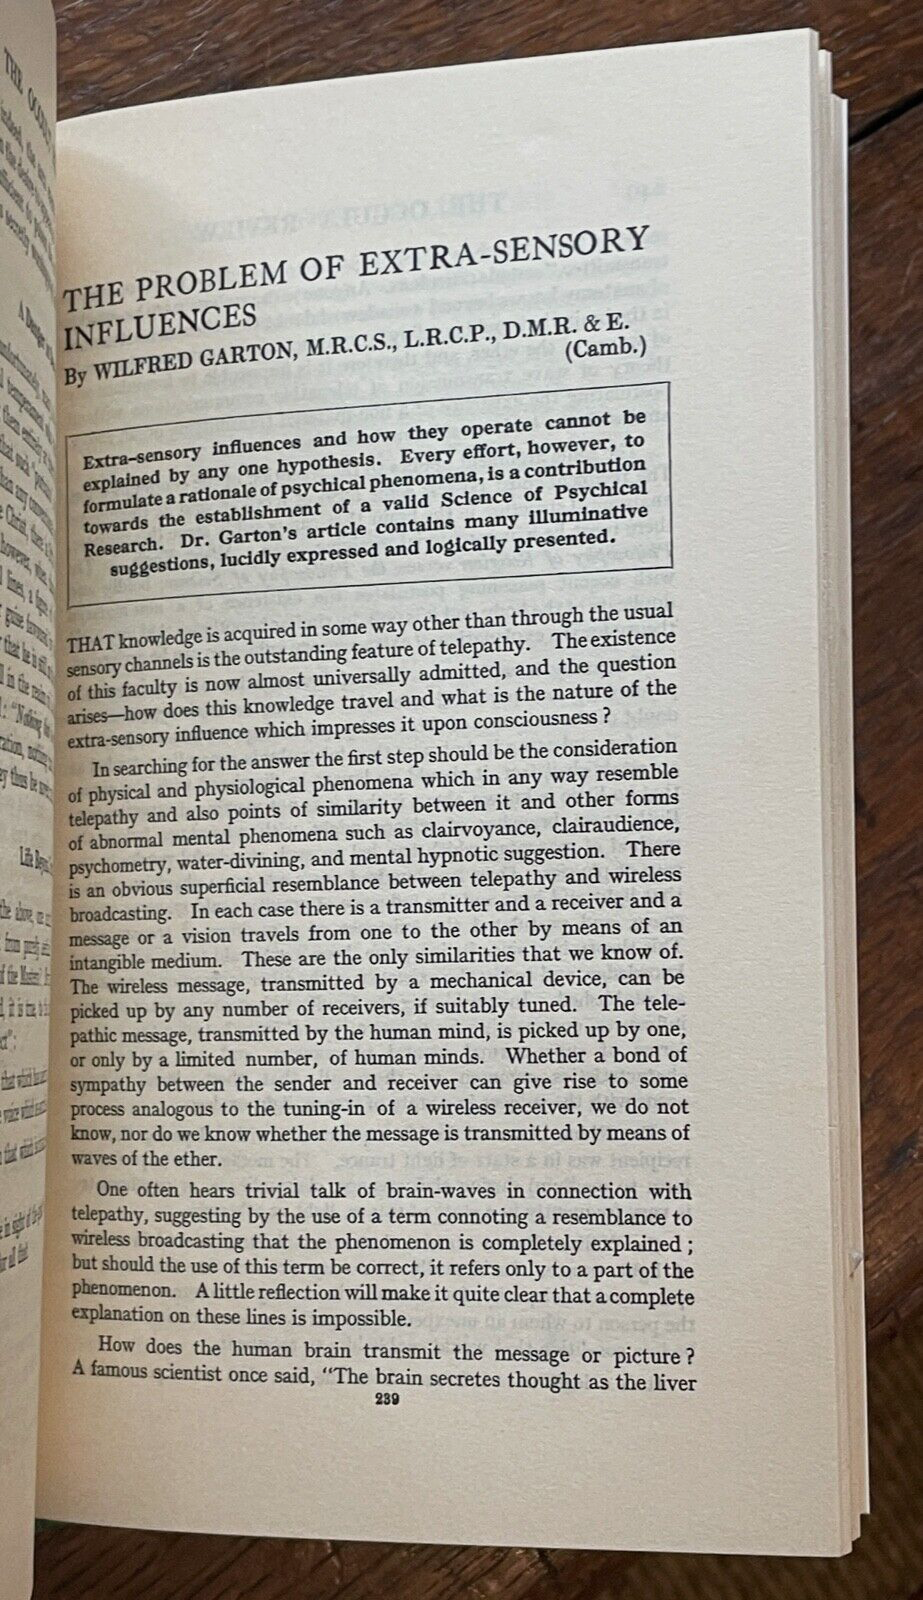 THE OCCULT
THE PROBLEM OF EXTRA-SENSORY
INFLUENCES
By WILFRED GARTON, M.R.C.S., L.R.C.P., D.M.R. & E.
(Camb.)
Extra-sensory influences and how they operate cannot be
explained by any one hypothesis. Every effort, however, to
formulate a rationale of psychical phenomena, is a contribution
towards the establishment of a valid Science of Psychical
Research. Dr. Garton's article contains many illuminative
suggestions, lucidly expressed and logically presented.
THAT knowledge is acquired in some way other than through the usual
sensory channels is the outstanding feature of telepathy. The existence
of this faculty is now almost universally admitted, and the question
arises—how does this knowledge travel and what is the nature of the
extra-sensory influence which impresses it upon consciousness?
In searching for the answer the first step should be the consideration
of physical and physiological phenomena which in any way resemble
telepathy and also points of similarity between it and other forms
of abnormal mental phenomena such as clairvoyance, clairaudience,
psychometry, water-divining, and mental hypnotic suggestion. There
is an obvious superficial resemblance between telepathy and wireless
broadcasting. In each case there is a transmitter and a receiver and a
message or a vision travels from one to the other by means of an
intangible medium. These are the only similarities that we know of.
The wireless message, transmitted by a mechanical device, can be
picked up by any number of receivers, if suitably tuned. The tele-
pathic message, transmitted by the human mind, is picked up by one,
or only by a limited number, of human minds. Whether a bond of
sympathy between the sender and receiver can give rise to some
process analogous to the tuning-in of a wireless receiver, we do not
know, nor do we know whether the message is transmitted by means of
waves of the ether.
One often hears trivial talk of brain-waves in connection with
telepathy, suggesting by the use of a term connoting a resemblance to
wireless broadcasting that the phenomenon is completely explained;
but should the use of this term be correct, it refers only to a part of the
phenomenon. A little reflection will make it quite clear that a complete
explanation on these lines is impossible.
How does the human brain transmit the message or picture?
A famous scientist once said, "The brain secretes thought as the liver
239